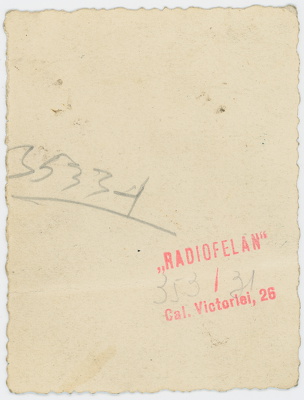 35334
„RADIOFELAN“
353 / 31
Cal. Victoriei, 26